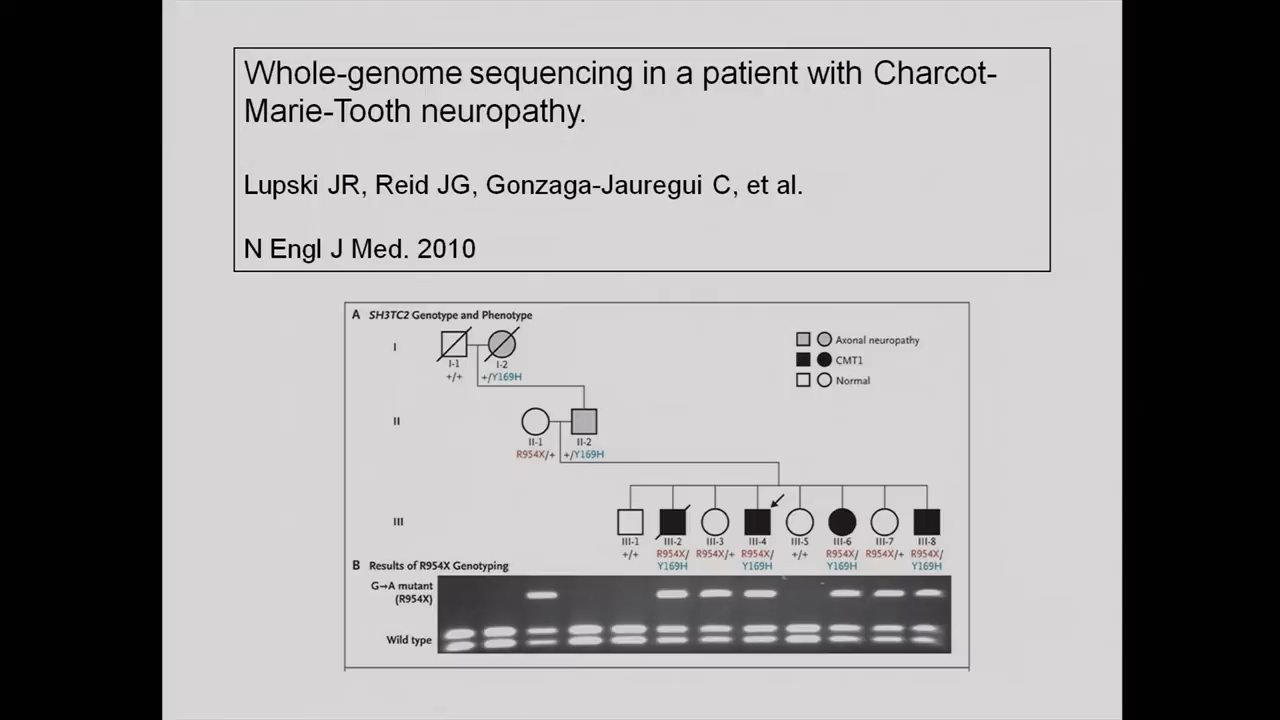 Whole-genome sequencing in a patient with Charcot-
Marie-Tooth neuropathy.
Lupski JR, Reid JG, Gonzaga-Jauregui C, et al.
N Engl J Med. 2010
A SH3TC2 Genotype and Phenotype
I
I-1 I-2
+/+ +/Y169H
Axonal neuropathy
CMT1
Normal
II
II-1 II-2
R954X/+ +/Y169H
III
III-1 III-2 III-3 III-4 III-5 III-6 III-7 III-8
+/+ R954X/ R954X/+ R954X/ +/+ R954X/ R954X/+ R954X/
Y169H Y169H Y169H Y169H
B Results of R954X Genotyping
G→A mutant
(R954X)
Wild type